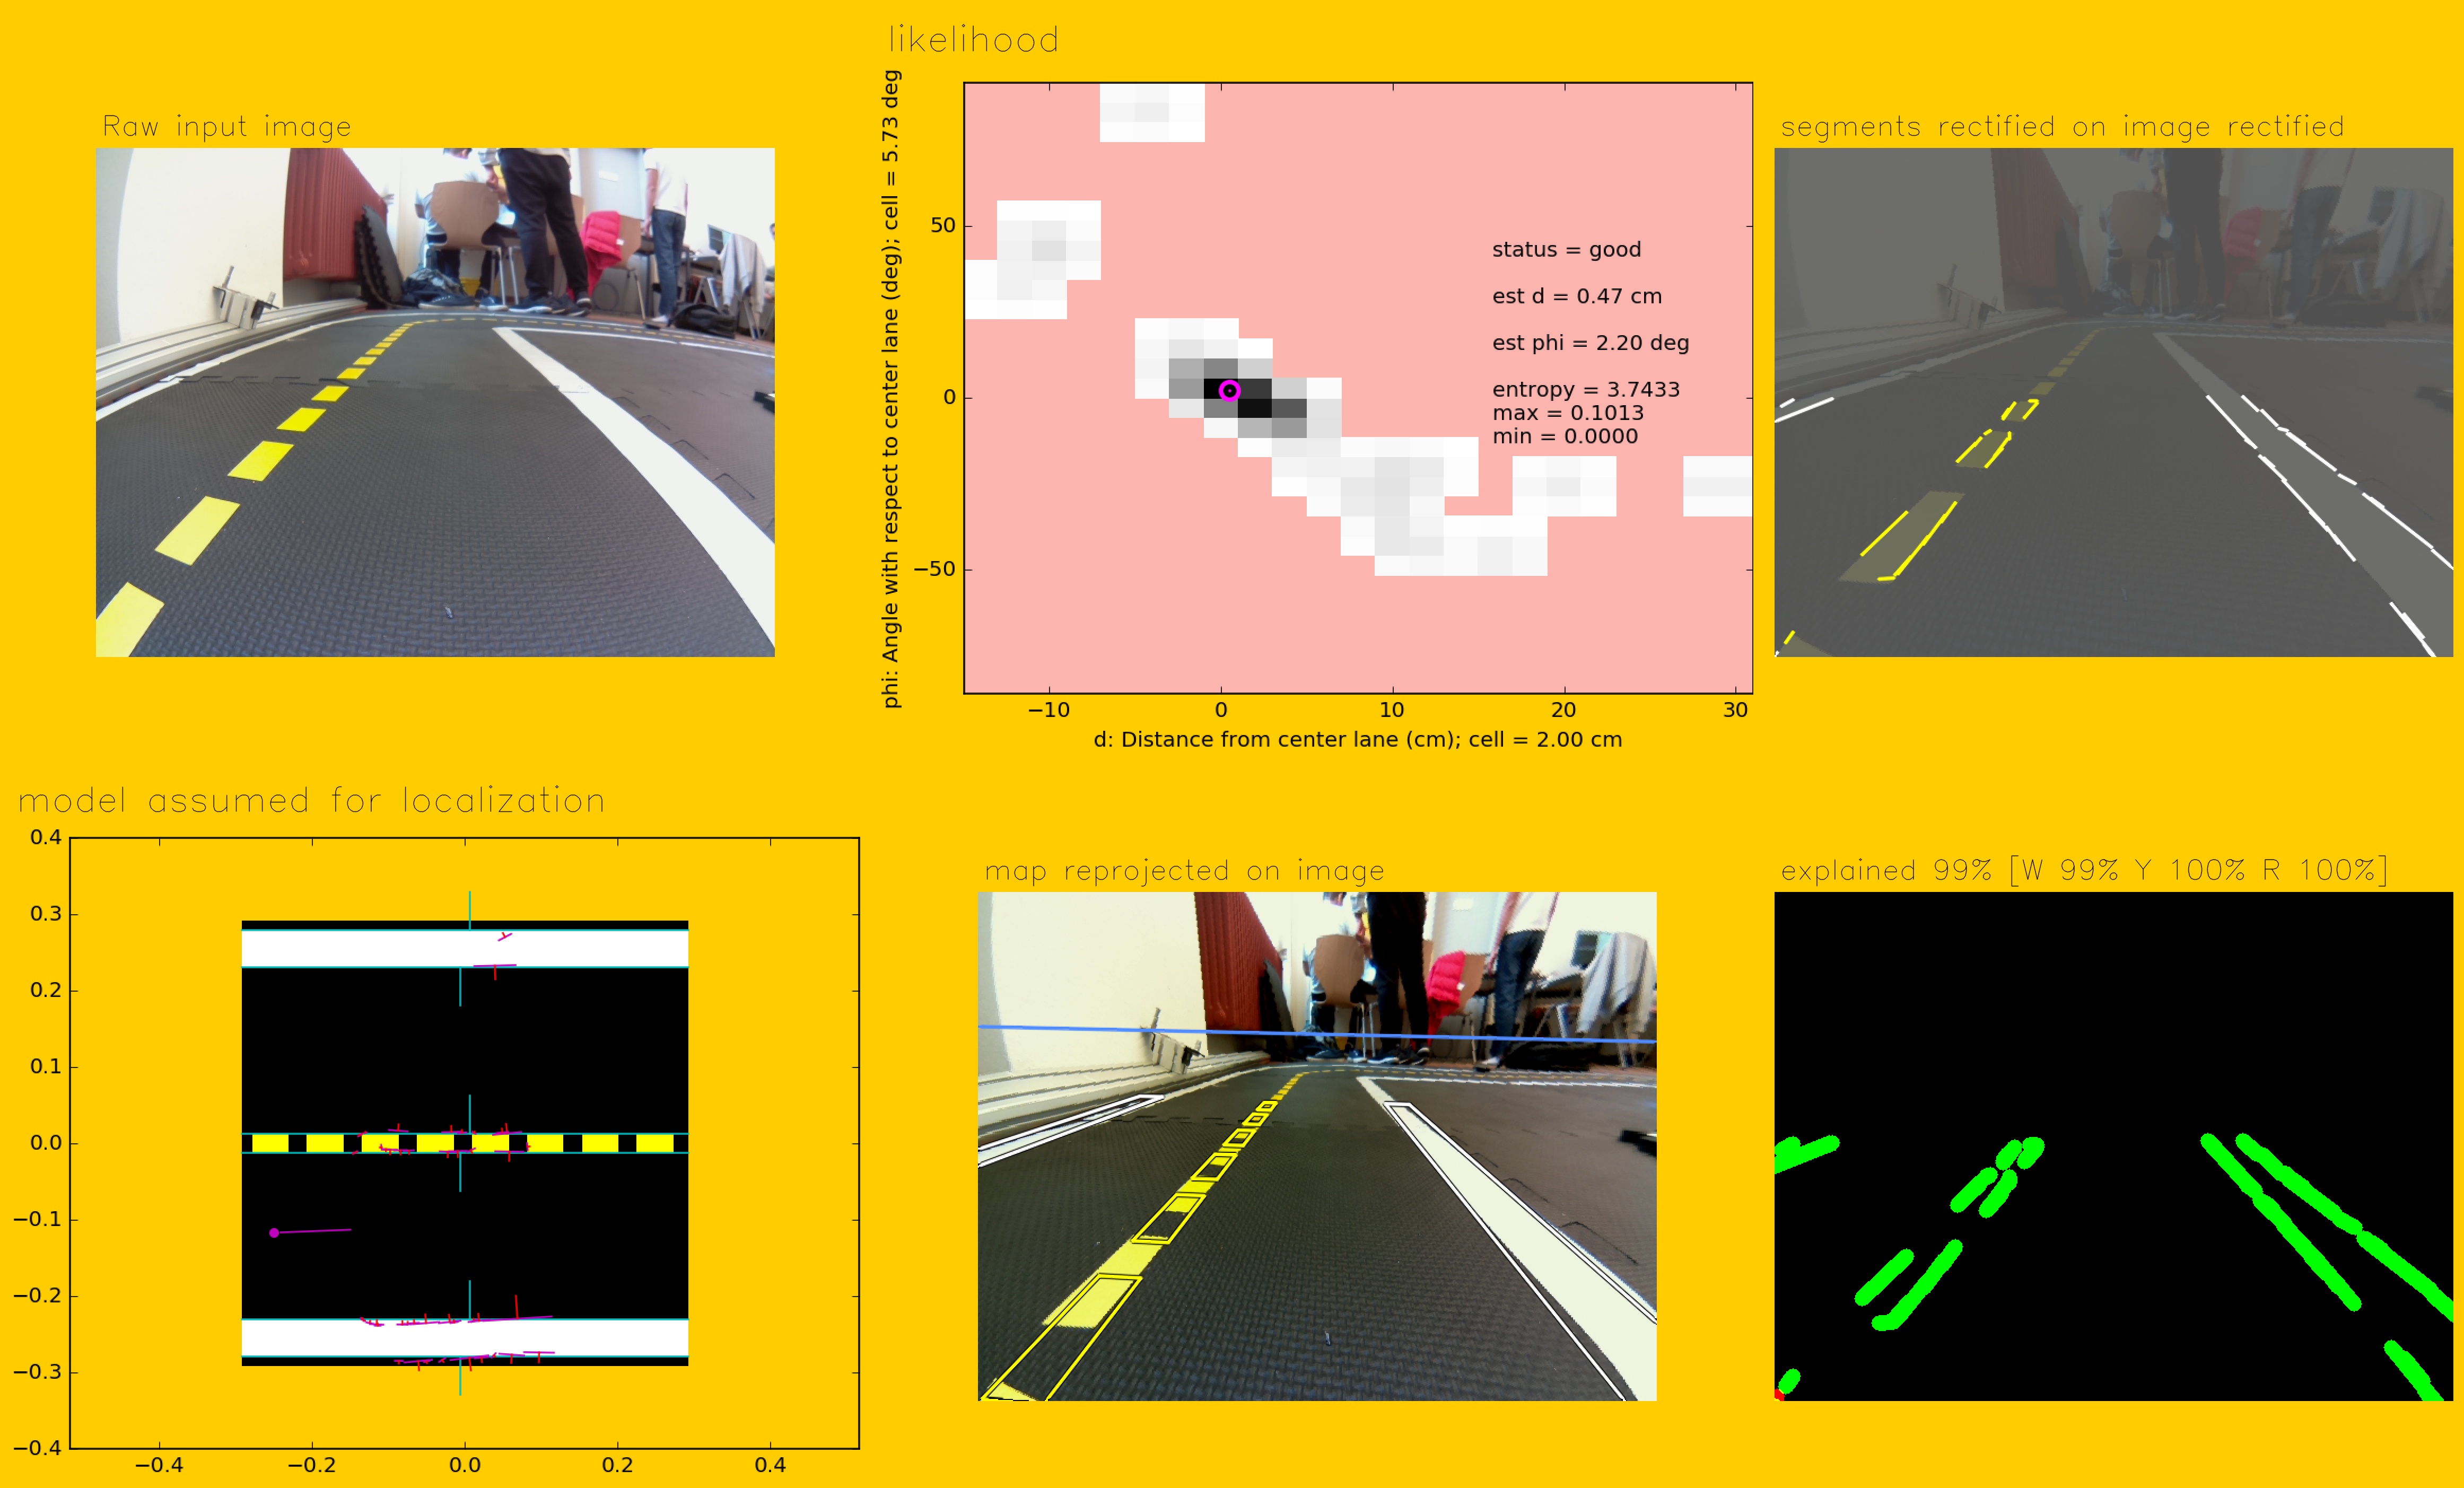 likelihood
Raw input image
segments rectified on image rectified
phi: Angle with respect to center lane (deg); cell = 5.73 deg
50
0
−50
status = good
est d = 0.47 cm
est phi = 2.20 deg
entropy = 3.7433
max = 0.1013
min = 0.0000
−10
0
10
20
30
d: Distance from center lane (cm); cell = 2.00 cm
model assumed for localization
0.4
0.3
0.2
0.1
0.0
−0.1
−0.2
−0.3
−0.4
−0.4
−0.2
0.0
0.2
0.4
map reprojected on image
explained 99% [W 99% Y 100% R 100%]